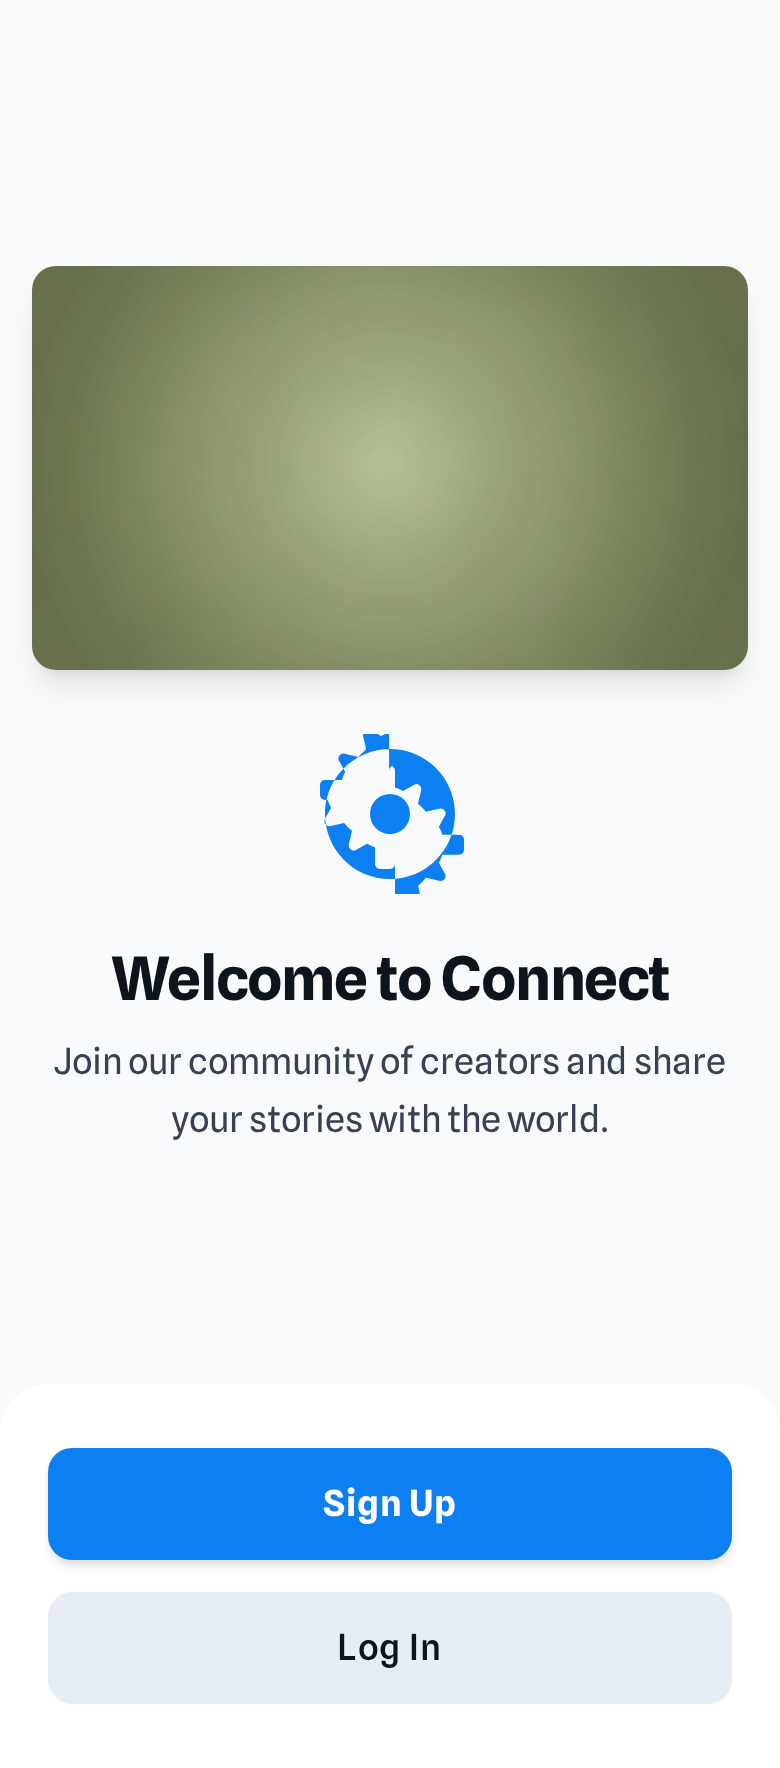 Welcome to Connect
Join our community of creators and share
your stories with the world.
Sign Up
Log In